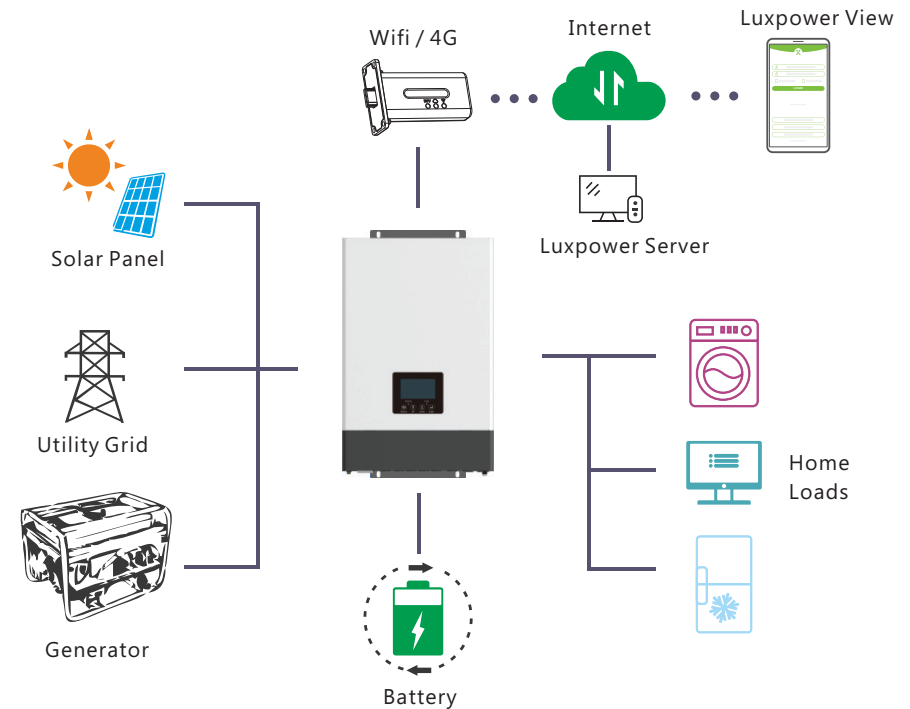 Luxpower View
Internet
Wifi / 4G
Luxpower Server
Solar Panel
Utility Grid
Home
Loads
Generator
Battery